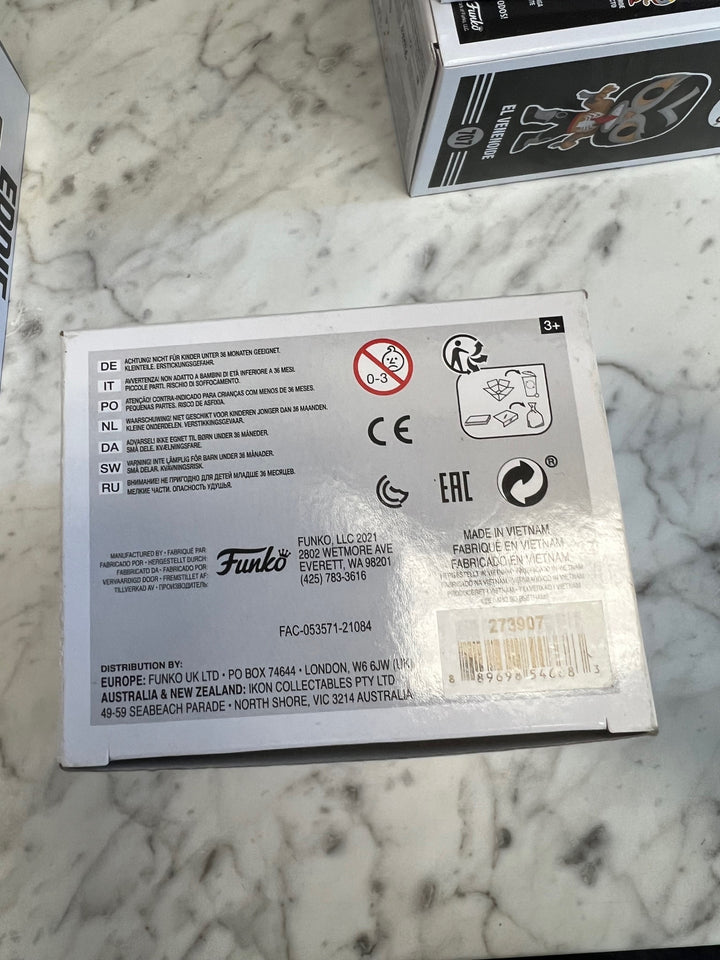 Funko
EL VENENOIDE
707
EDDIE
3+
DE ACHTUNG! NICHT FÜR KINDER UNTER 36 MONATEN GEEIGNET.
KLEINTEILE. ERSTICKUNGSGEFAHR.
IT AVVERTENZA! NON ADATTO A BAMBINI DI ETÀ INFERIORE A 36 MESI.
PICCOLE PARTI. RISCHIO DI SOFFOCAMENTO.
PO ATENÇÃO! CONTRA-INDICADO PARA CRIANÇAS COM MENOS DE 36 MESES.
PEQUENAS PARTES. RISCO DE ASFIXIA.
NL WAARSCHUWING! NIET GESCHIKT VOOR KINDEREN JONGER DAN 36 MAANDEN.
KLEINE ONDERDELEN. VERSTIKKINGSGEVAAR.
DA ADVARSEL! IKKE EGNET TIL BØRN UNDER 36 MÅNEDER.
SMÅ DELE. KVÆLNINGSFARE.
SW VARNING! INTE LÄMPLIG FÖR BARN UNDER 36 MÅNADER.
SMÅ DELAR. KVÄVNINGSRISK.
RU ВНИМАНИЕ! НЕ ПРИГОДНО ДЛЯ ДЕТЕЙ МЛАДШЕ 36 МЕСЯЦЕВ.
МЕЛКИЕ ЧАСТИ. ОПАСНОСТЬ УДУШЬЯ.
0-3
CE
EAC
®
MANUFACTURED BY • FABRIQUÉ PAR
FABRICADO POR • HERGESTELLT DURCH:
FABBRICATO DA • FABRICADO POR:
VERVAARDIGD DOOR • FREMSTILLET AF:
TILLVERKAD AV • ПРОИЗВОДИТЕЛЬ:
Funko
FUNKO, LLC 2021
2802 WETMORE AVE
EVERETT, WA 98201
(425) 783-3616
MADE IN VIETNAM
FABRIQUÉ EN VIETNAM
FABRICADO EN VIETNAM
FAC-053571-21084
273907
DISTRIBUTION BY:
EUROPE: FUNKO UK LTD • PO BOX 74644 • LONDON, W6 6JW (UK)
AUSTRALIA & NEW ZEALAND: IKON COLLECTABLES PTY LTD
49-59 SEABEACH PARADE • NORTH SHORE, VIC 3214 AUSTRALIA